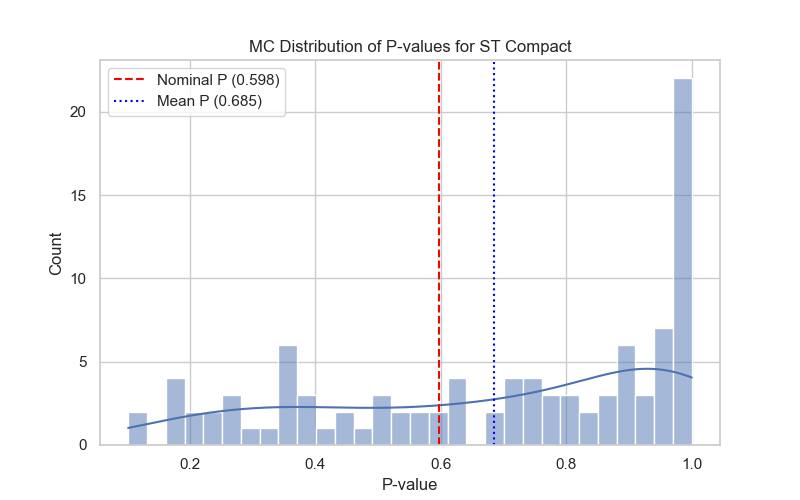 MC Distribution of P-values for ST Compact
Nominal P (0.598)
Mean P (0.685)
Count
20
15
10
5
0
0.2 0.4 0.6 0.8 1.0
P-value